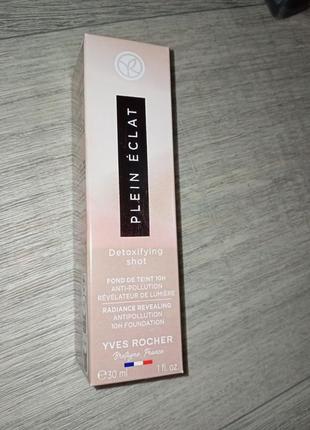 YR
PLEIN ÉCLAT
Detoxifying
shot
FOND DE TEINT 10H
ANTI-POLLUTION
RÉVÉLATEUR DE LUMIÈRE
RADIANCE REVEALING
ANTIPOLLUTION
10H FOUNDATION
YVES ROCHER
Bretagne, France
℮ 30 ml 1 fl.oz.